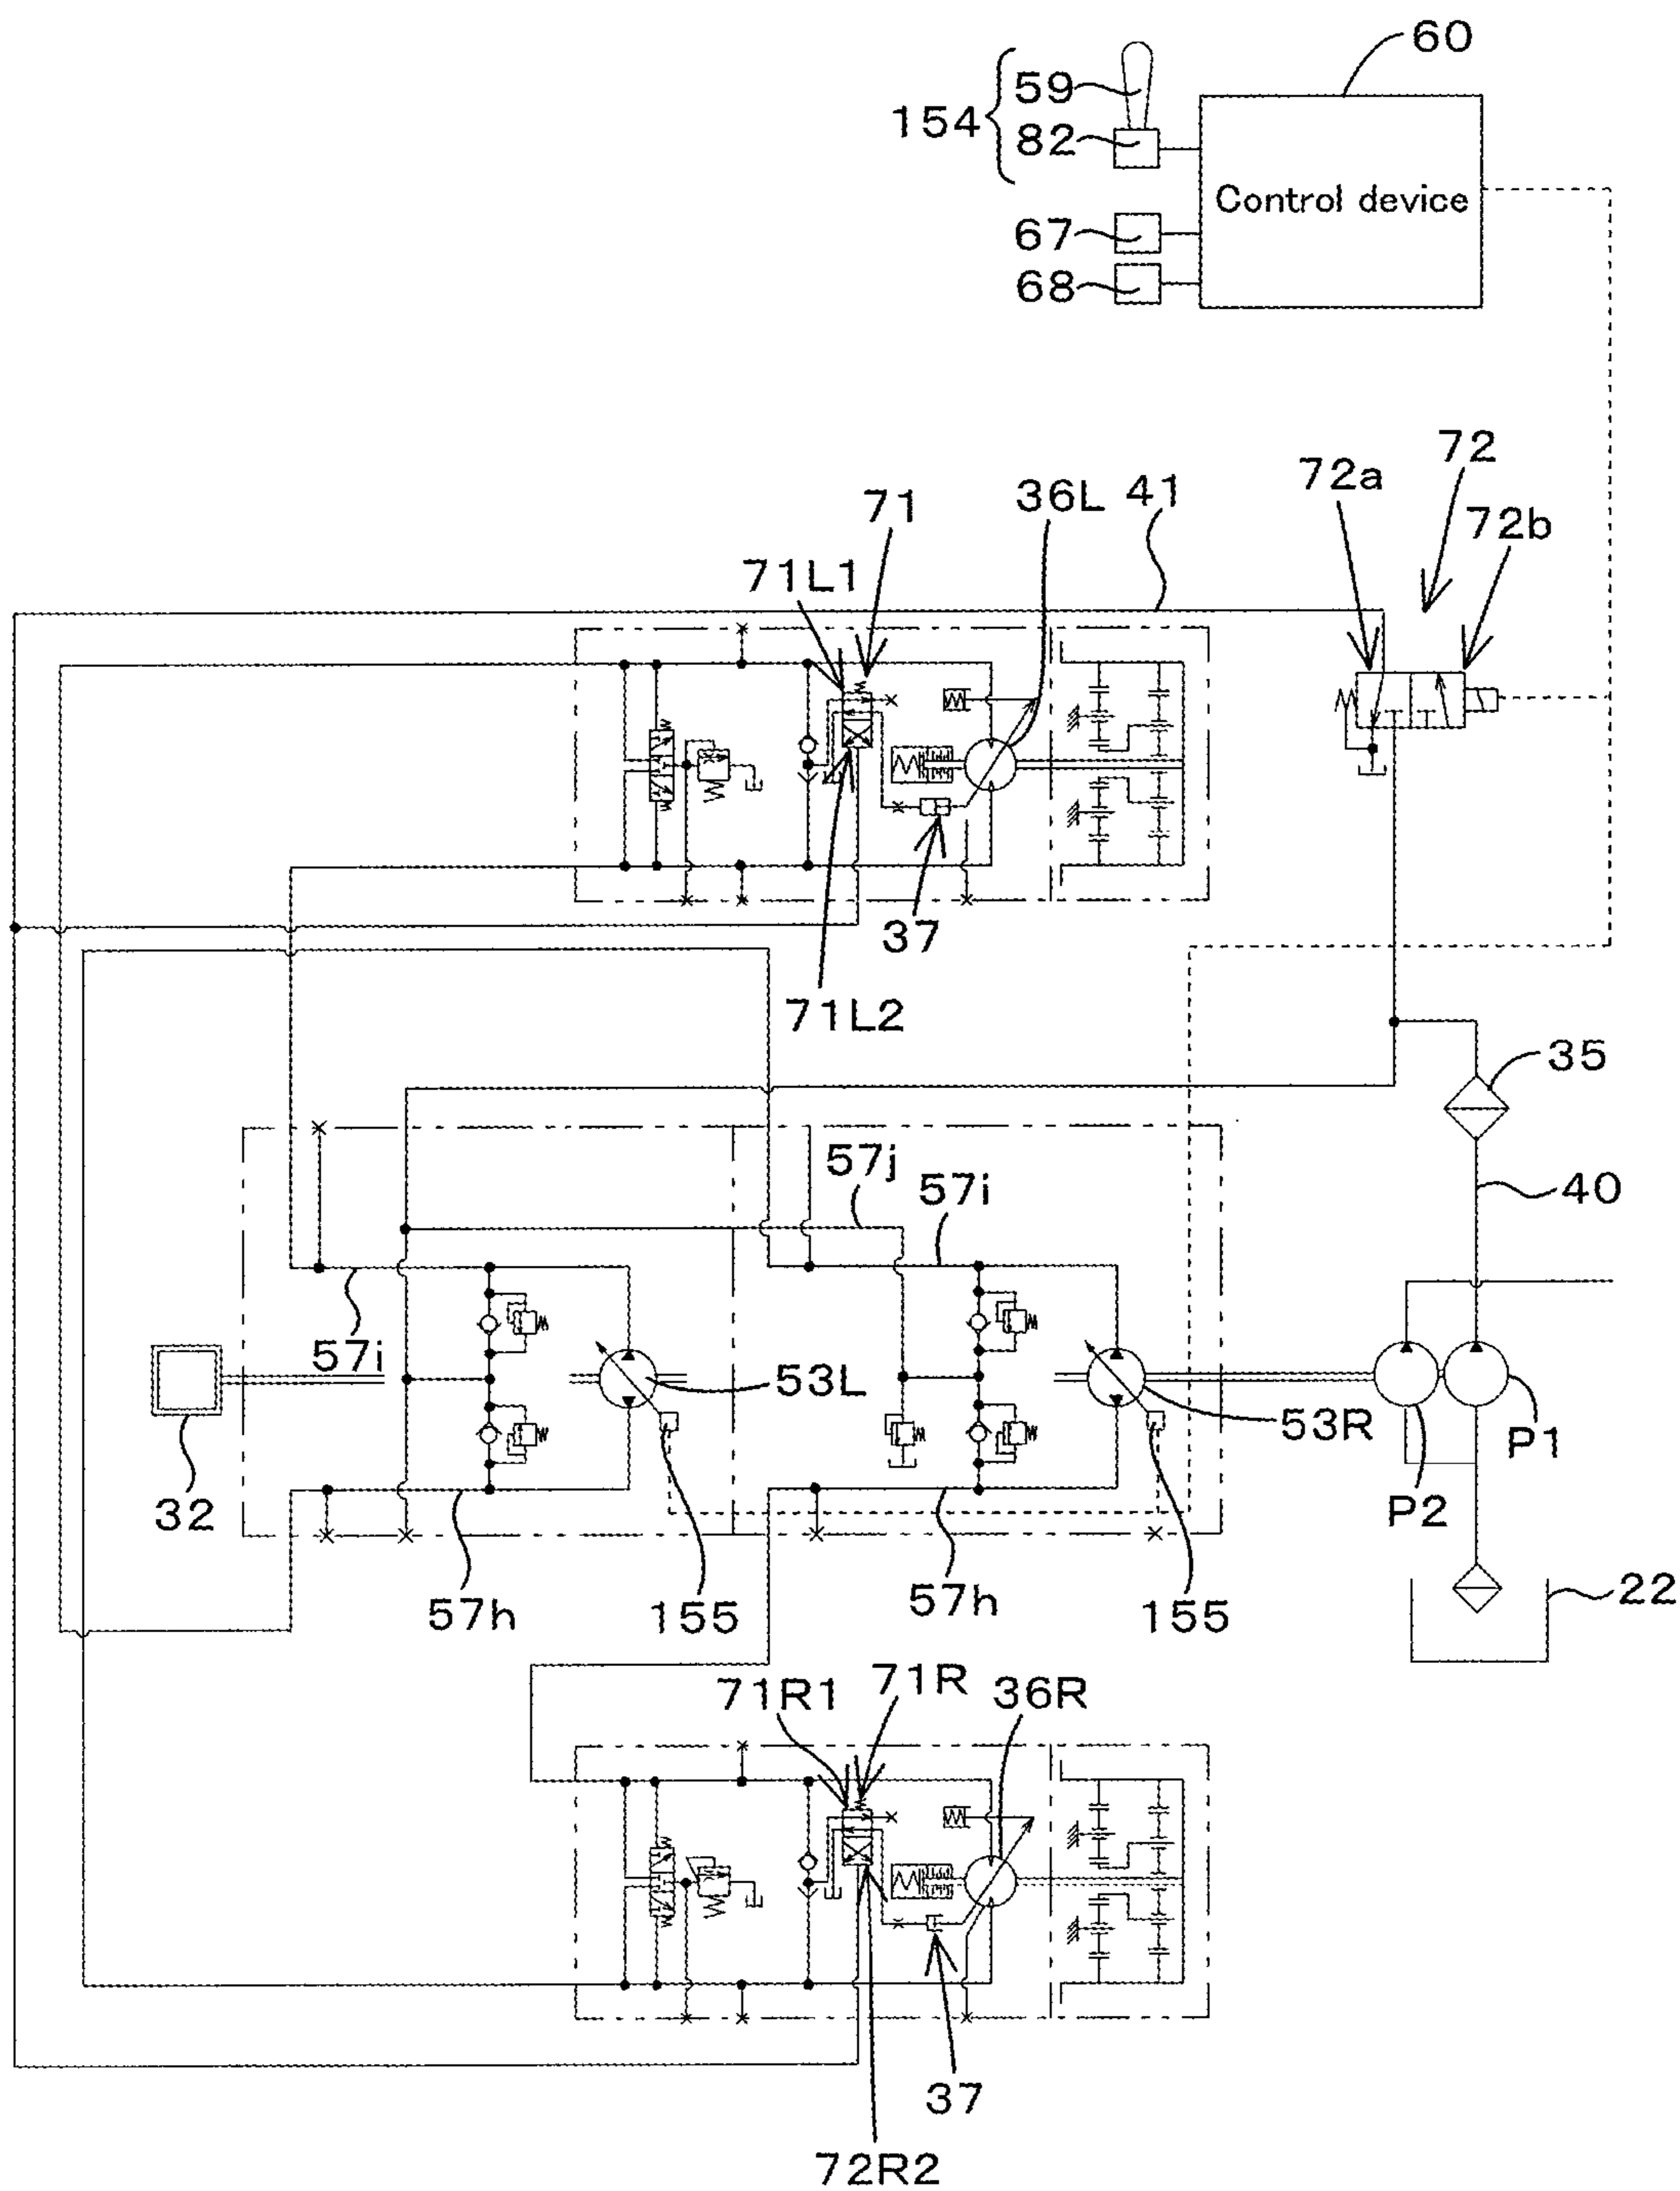 60
59
154
82
Control device
67
68
72
72a
36L
41
71
72b
71L1
37
71L2
35
57j
57i
40
57i
53L
53R
P1
32
P2
57h
155
57h
155
22
71R1
71R
36R
37
72R2